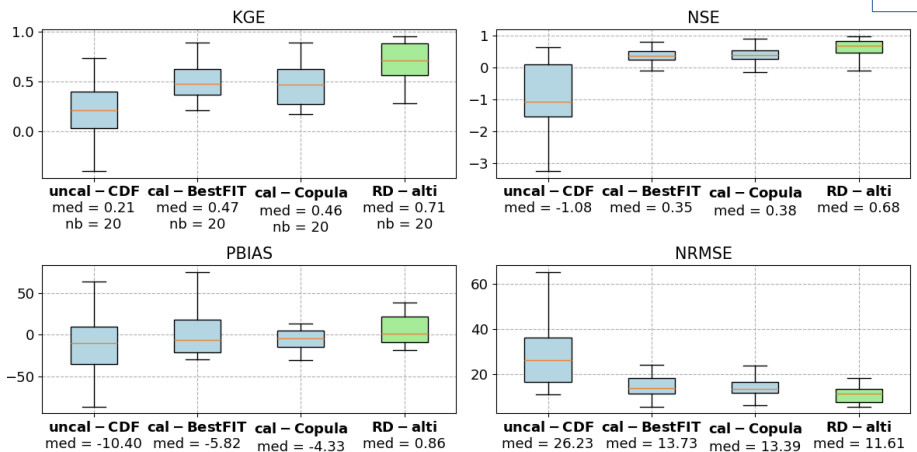 KGE
1.0
0.5
0.0
uncal−CDF cal−BestFIT cal−Copula RD−alti
med = 0.21 med = 0.47 med = 0.46 med = 0.71
nb = 20 nb = 20 nb = 20 nb = 20
NSE
1
0
−1
−2
−3
uncal−CDF cal−BestFIT cal−Copula RD−alti
med = -1.08 med = 0.35 med = 0.38 med = 0.68
PBIAS
50
0
−50
uncal−CDF cal−BestFIT cal−Copula RD−alti
med = -10.40 med = -5.82 med = -4.33 med = 0.86
NRMSE
60
40
20
uncal−CDF cal−BestFIT cal−Copula RD−alti
med = 26.23 med = 13.73 med = 13.39 med = 11.61